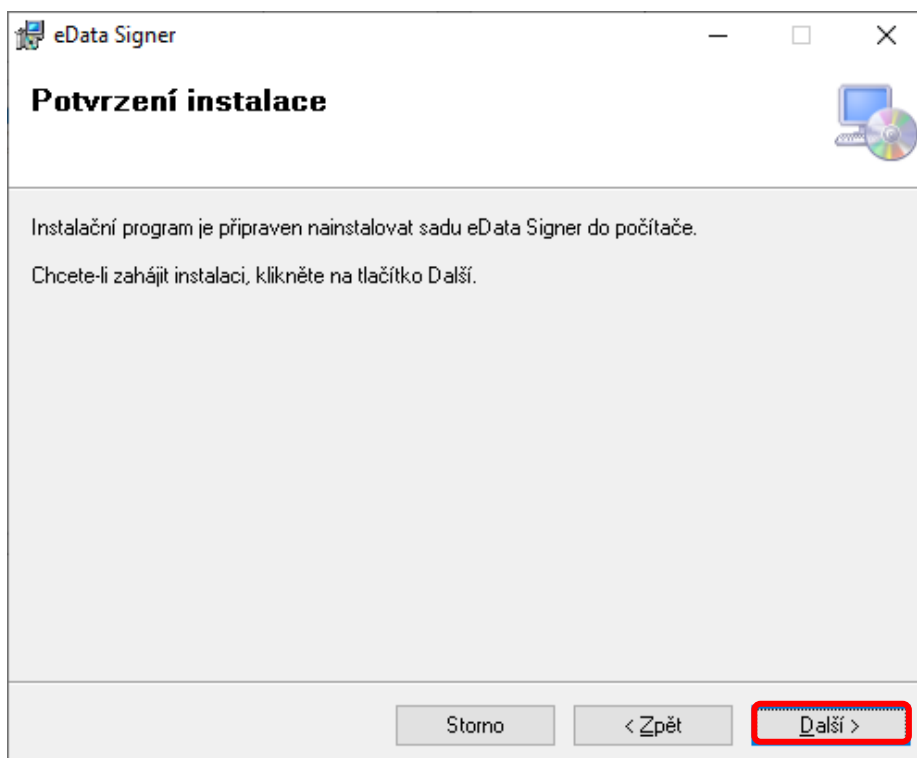 eData Signer
Potvrzení instalace
Instalační program je připraven nainstalovat sadu eData Signer do počítače.
Chcete-li zahájit instalaci, klikněte na tlačítko Další.
Storno
< Zpět
Další >